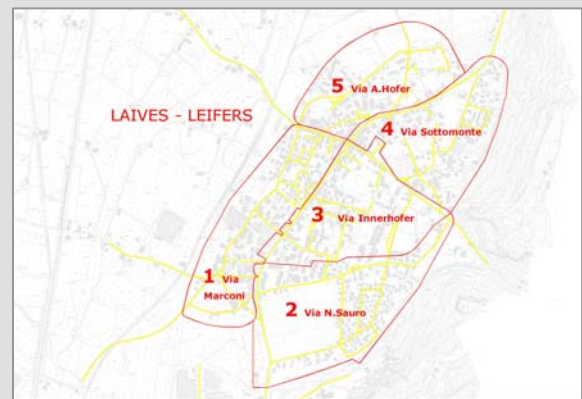 5 Via A.Hofer
LAIVES - LEIFERS
4 Via Sottomonte
3 Via Innerhofer
1 Via
Marconi
2 Via N.Sauro